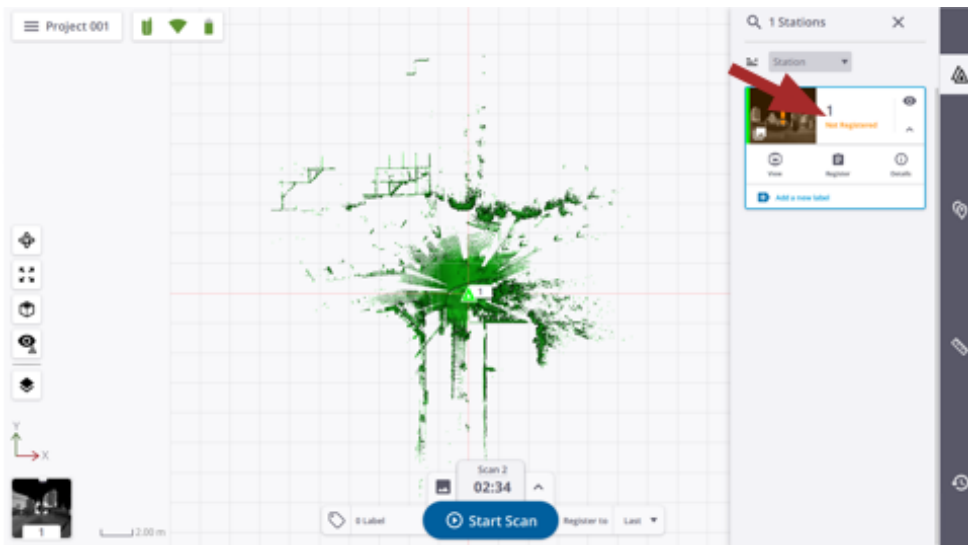 Project 001
1 Stations
Station
1
Not Registered
View
Register
Details
Add a new label
1
Y
X
Scan 2
02:34
1
2.00 m
0 Label
Start Scan
Register to
Last